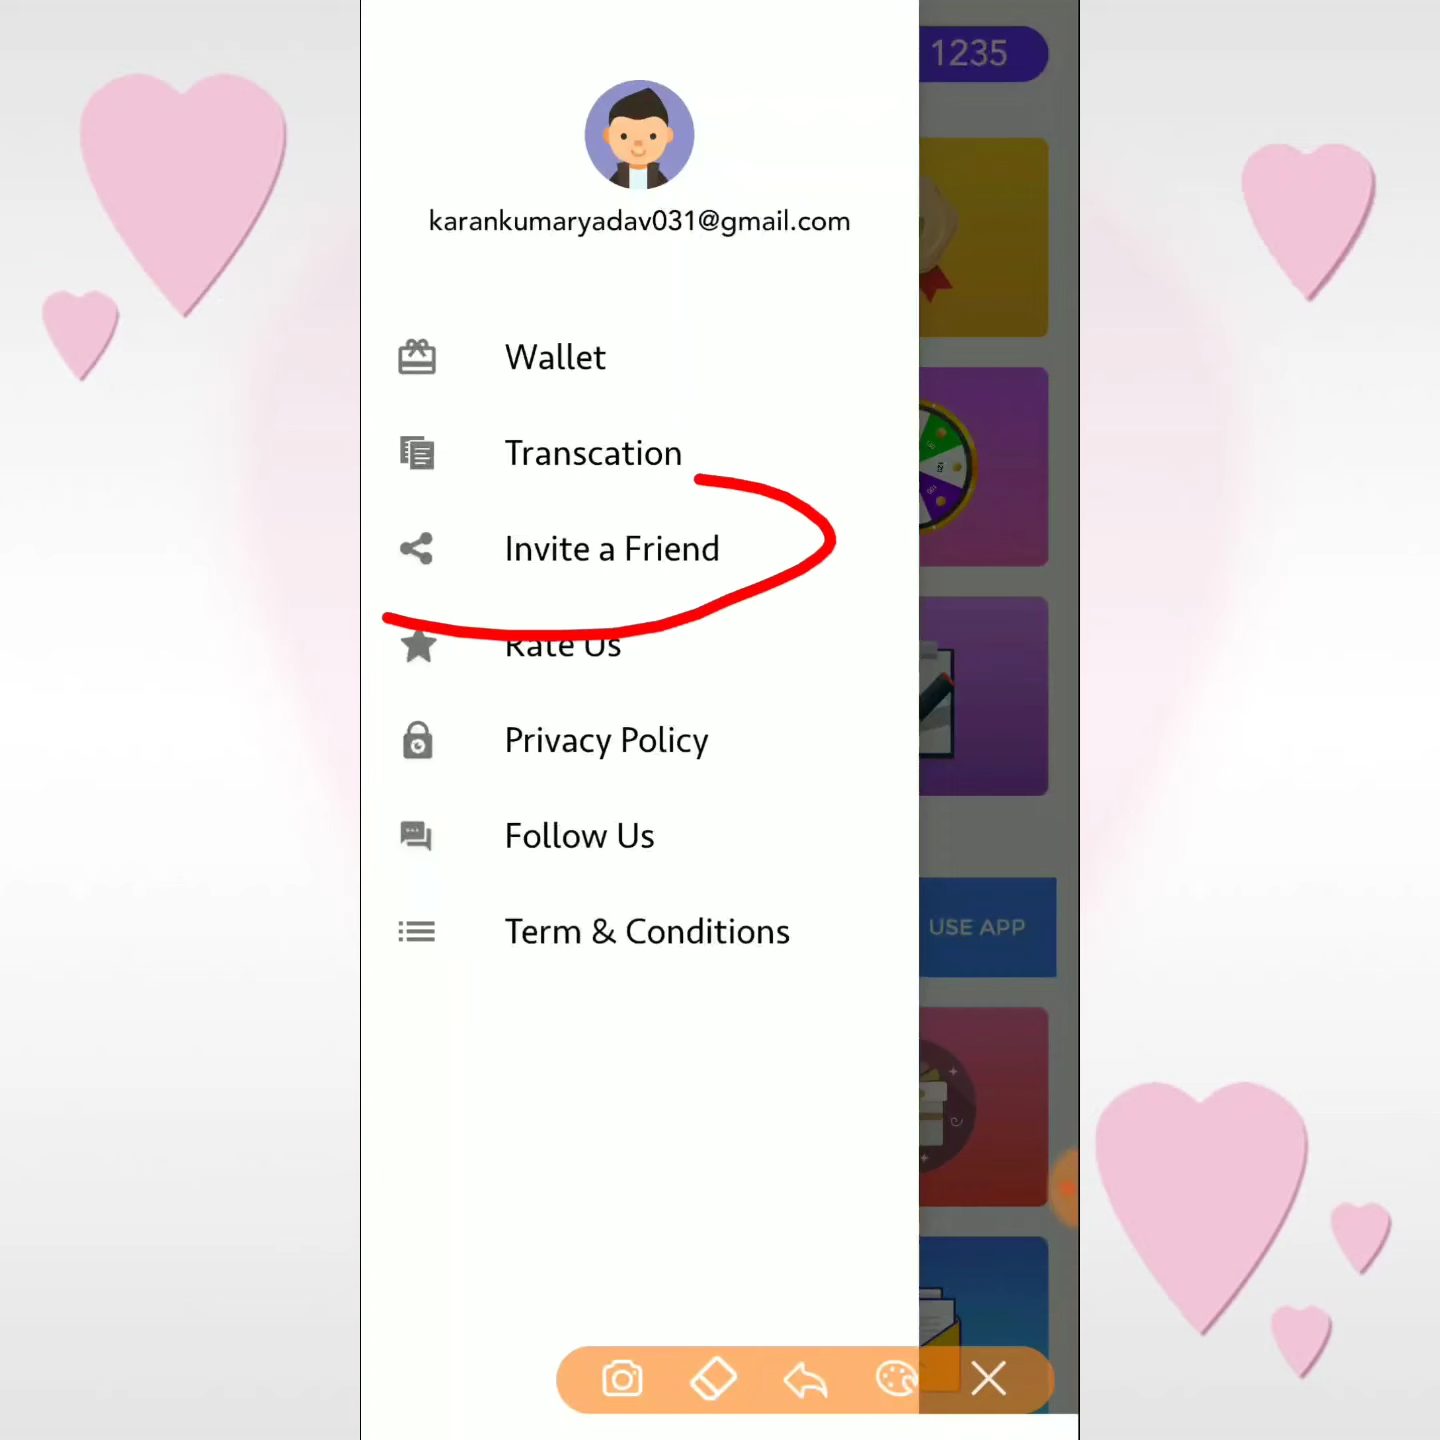 1235
karankumaryadav031@gmail.com
Wallet
Transcation
Invite a Friend
Rate Us
Privacy Policy
Follow Us
USE APP
Term & Conditions